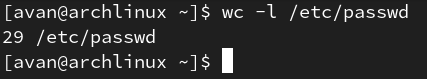 [avan@archlinux ~]$ wc -l /etc/passwd
29 /etc/passwd
[avan@archlinux ~]$